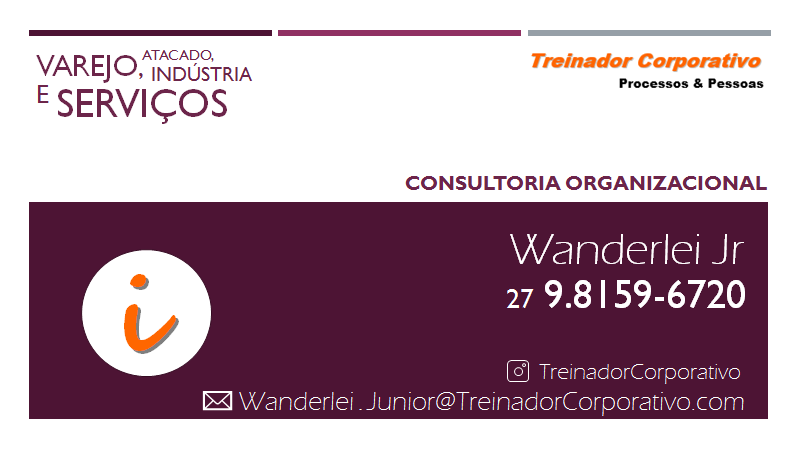 VAREJO, ATACADO,
INDÚSTRIA
E SERVIÇOS
Treinador Corporativo
Processos & Pessoas
CONSULTORIA ORGANIZACIONAL
i
Wanderlei Jr
27 9.8159-6720
TreinadorCorporativo
Wanderlei.Junior@TreinadorCorporativo.com